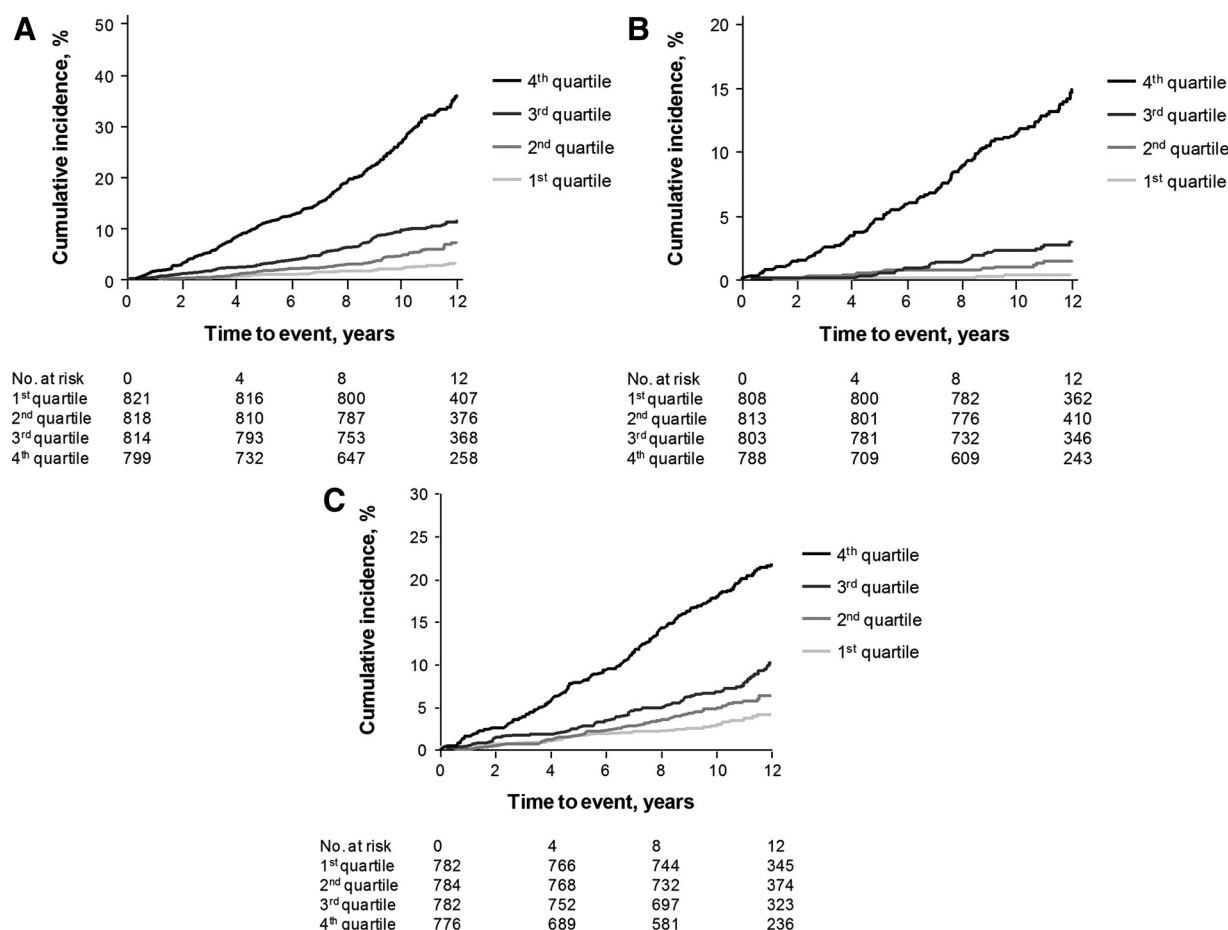 A
Cumulative incidence, %
50
40
30
20
10
0
0 2 4 6 8 10 12
Time to event, years
4th quartile
3rd quartile
2nd quartile
1st quartile
No. at risk 0 4 8 12
1st quartile 821 816 800 407
2nd quartile 818 810 787 376
3rd quartile 814 793 753 368
4th quartile 799 732 647 258
B
Cumulative incidence, %
20
15
10
5
0
0 2 4 6 8 10 12
Time to event, years
4th quartile
3rd quartile
2nd quartile
1st quartile
No. at risk 0 4 8 12
1st quartile 808 800 782 362
2nd quartile 813 801 776 410
3rd quartile 803 781 732 346
4th quartile 788 709 609 243
C
Cumulative incidence, %
30
25
20
15
10
5
0
0 2 4 6 8 10 12
Time to event, years
4th quartile
3rd quartile
2nd quartile
1st quartile
No. at risk 0 4 8 12
1st quartile 782 766 744 345
2nd quartile 784 768 732 374
3rd quartile 782 752 697 323
4th quartile 776 689 581 236